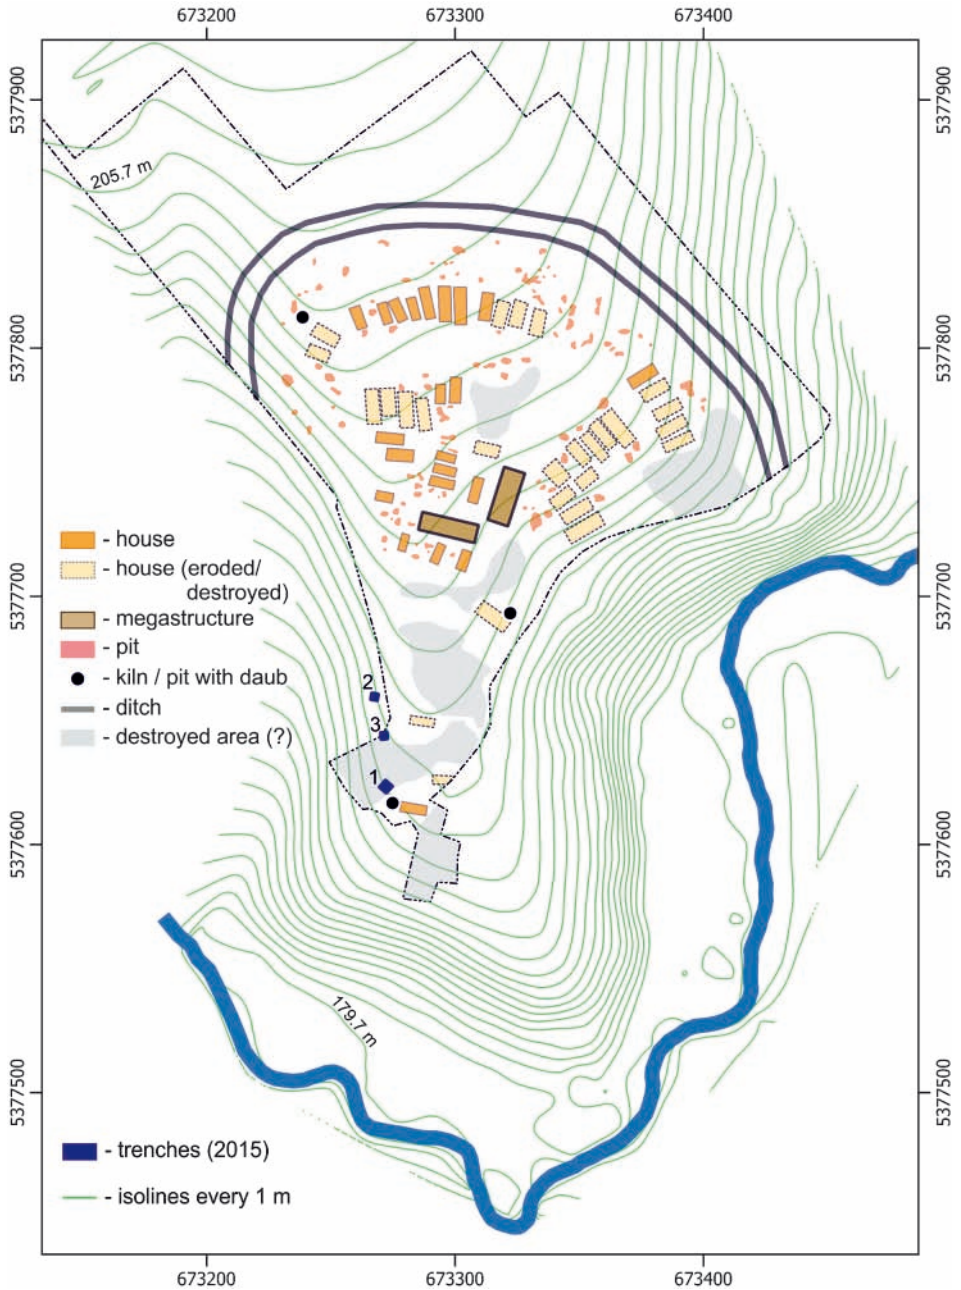 673200 673300 673400
5377900 5377900
205.7 m
5377800 5377800
- house
- house (eroded/
destroyed)
5377700 5377700
- megastructure
- pit
- kiln / pit with daub
2
- ditch
3
- destroyed area (?)
1
5377600 5377600
179.7 m
5377500 5377500
- trenches (2015)
- isolines every 1 m
673200 673300 673400